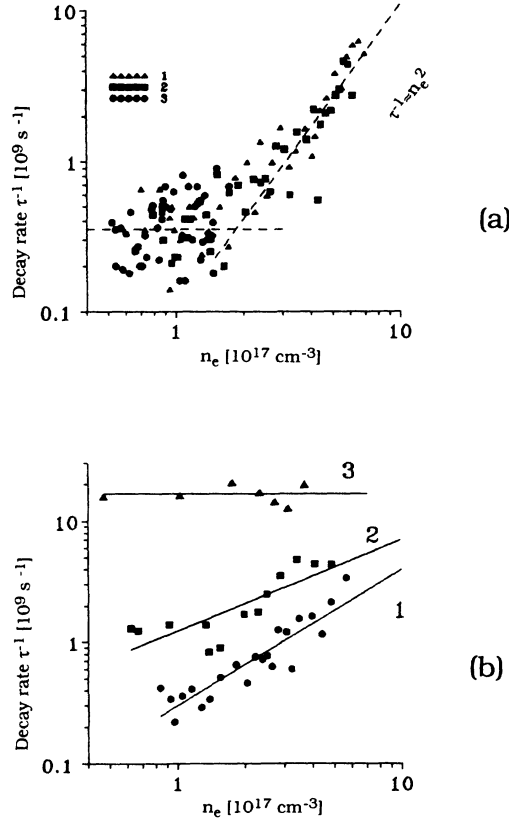 10
1
0.1
Decay rate τ⁻¹ [10⁹ s⁻¹]
1
2
3
τ⁻¹≈nₑ²
(a)
1
10
nₑ [10¹⁷ cm⁻³]
10
1
0.1
Decay rate τ⁻¹ [10⁹ s⁻¹]
3
2
1
(b)
1
10
nₑ [10¹⁷ cm⁻³]